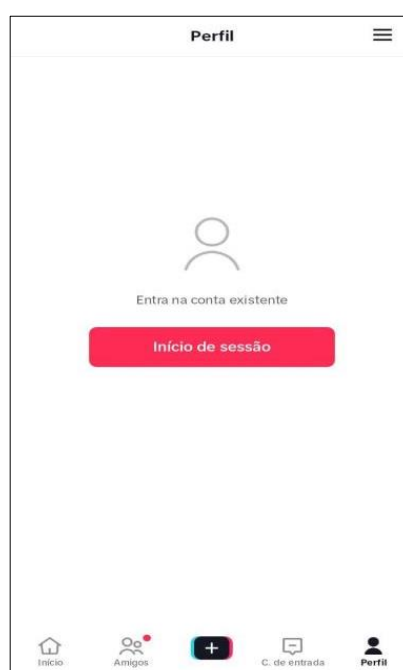 Perfil
Entra na conta existente
Início de sessão
Início
Amigos
C. de entrada
Perfil